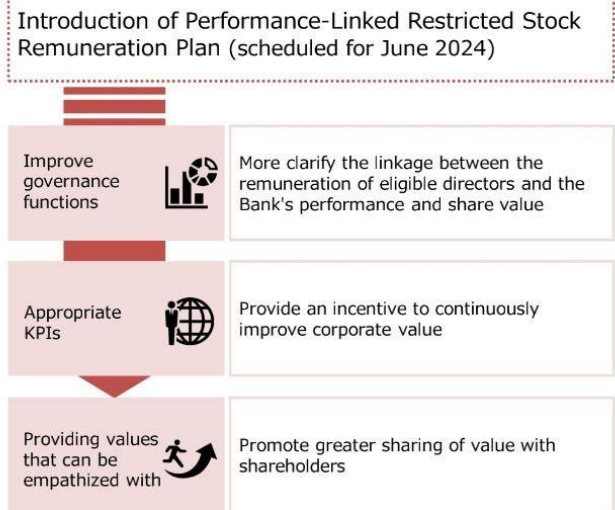 Introduction of Performance-Linked Restricted Stock
Remuneration Plan (scheduled for June 2024)
Improve
governance
functions
More clarify the linkage between the
remuneration of eligible directors and the
Bank's performance and share value
Appropriate
KPIs
Provide an incentive to continuously
improve corporate value
Providing values
that can be
empathized with
Promote greater sharing of value with
shareholders